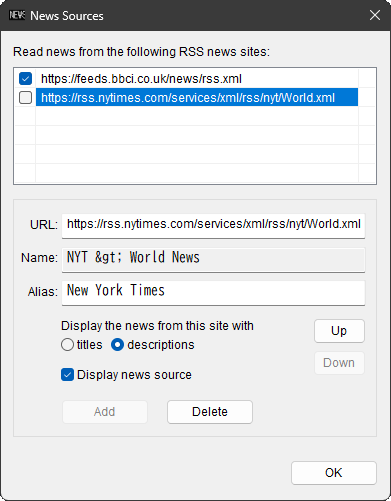 NEWS News Sources
Read news from the following RSS news sites:
https://feeds.bbci.co.uk/news/rss.xml
https://rss.nytimes.com/services/xml/rss/nyt/World.xml
URL: https://rss.nytimes.com/services/xml/rss/nyt/World.xml
Name: NYT &gt; World News
Alias: New York Times
Display the news from this site with
Up
titles descriptions
Down
Display news source
Add Delete
OK